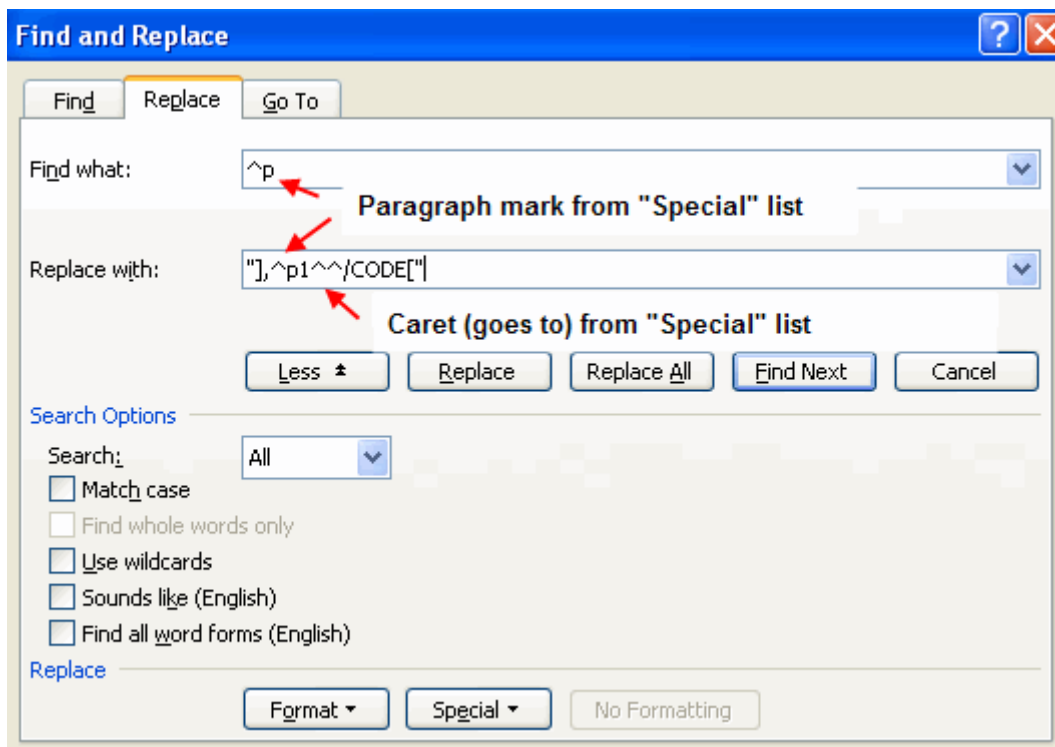 Find and Replace
Find Replace Go To
Find what: ^p
Paragraph mark from "Special" list
Replace with: "],^p1^^/CODE["
Caret (goes to) from "Special" list
Less Replace Replace All Find Next Cancel
Search Options
Search: All
Match case
Find whole words only
Use wildcards
Sounds like (English)
Find all word forms (English)
Replace
Format Special No Formatting